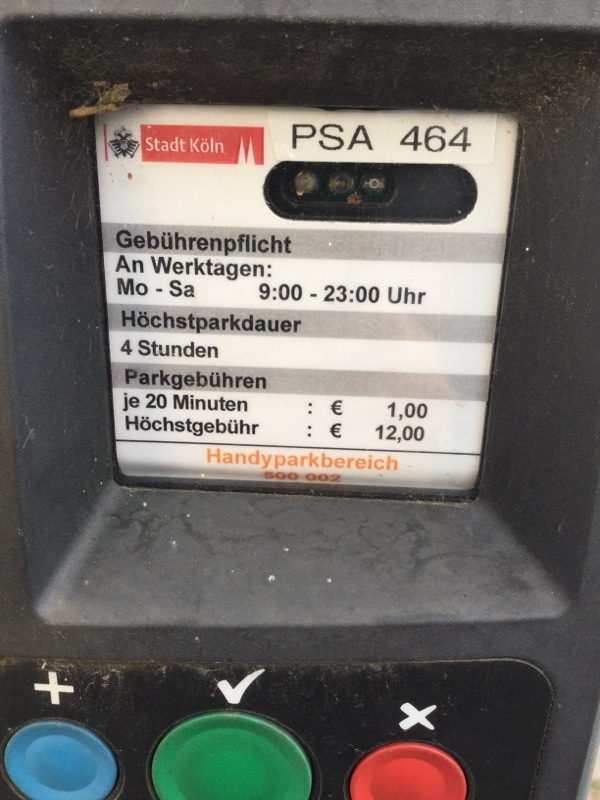 Stadt Köln PSA 464
Gebührenpflicht
An Werktagen:
Mo - Sa 9:00 - 23:00 Uhr
Höchstparkdauer
4 Stunden
Parkgebühren
je 20 Minuten : € 1,00
Höchstgebühr : € 12,00
Handyparkbereich
500 002